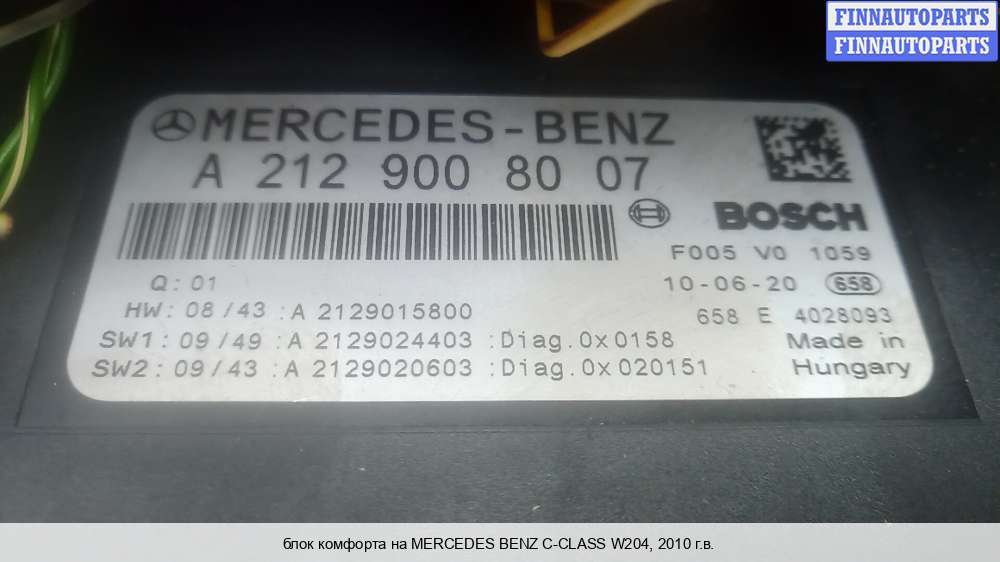 FINNAUTOPARTS
FINNAUTOPARTS
MERCEDES-BENZ
A 212 900 80 07
BOSCH
F005 V0 1059
Q: 01
10-06-20 658
HW: 08/43 :A 2129015800
658 E 4028093
SW1: 09/49 :A 2129024403 :Diag.0x0158
Made in
SW2: 09/43 :A 2129020603 :Diag.0x020151
Hungary
блок комфорта на MERCEDES BENZ C-CLASS W204, 2010 г.в.